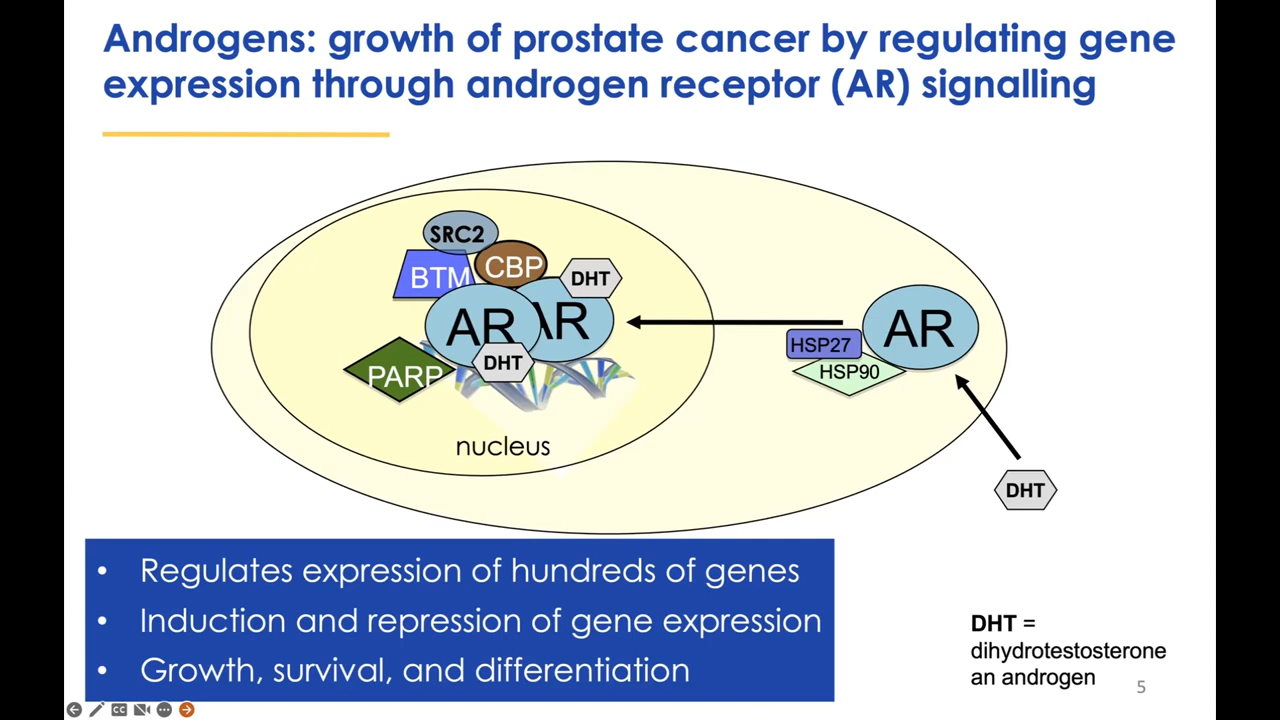 Androgens: growth of prostate cancer by regulating gene
expression through androgen receptor (AR) signalling
SRC2
BTM
CBP
DHT
AR
AR
DHT
PARP
nucleus
HSP27
HSP90
AR
DHT
• Regulates expression of hundreds of genes
• Induction and repression of gene expression
• Growth, survival, and differentiation
DHT =
dihydrotestosterone
an androgen
5
CC